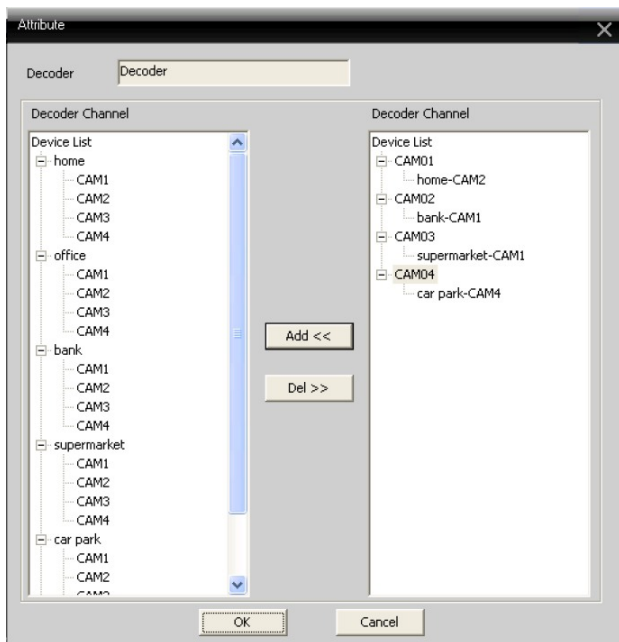 Attribute
Decoder
Decoder
Decoder Channel
Device List
home
CAM1
CAM2
CAM3
CAM4
office
CAM1
CAM2
CAM3
CAM4
bank
CAM1
CAM2
CAM3
CAM4
supermarket
CAM1
CAM2
CAM3
CAM4
car park
CAM1
CAM2
Add <<
Del >>
Decoder Channel
Device List
CAM01
home-CAM2
CAM02
bank-CAM1
CAM03
supermarket-CAM1
CAM04
car park-CAM4
OK
Cancel